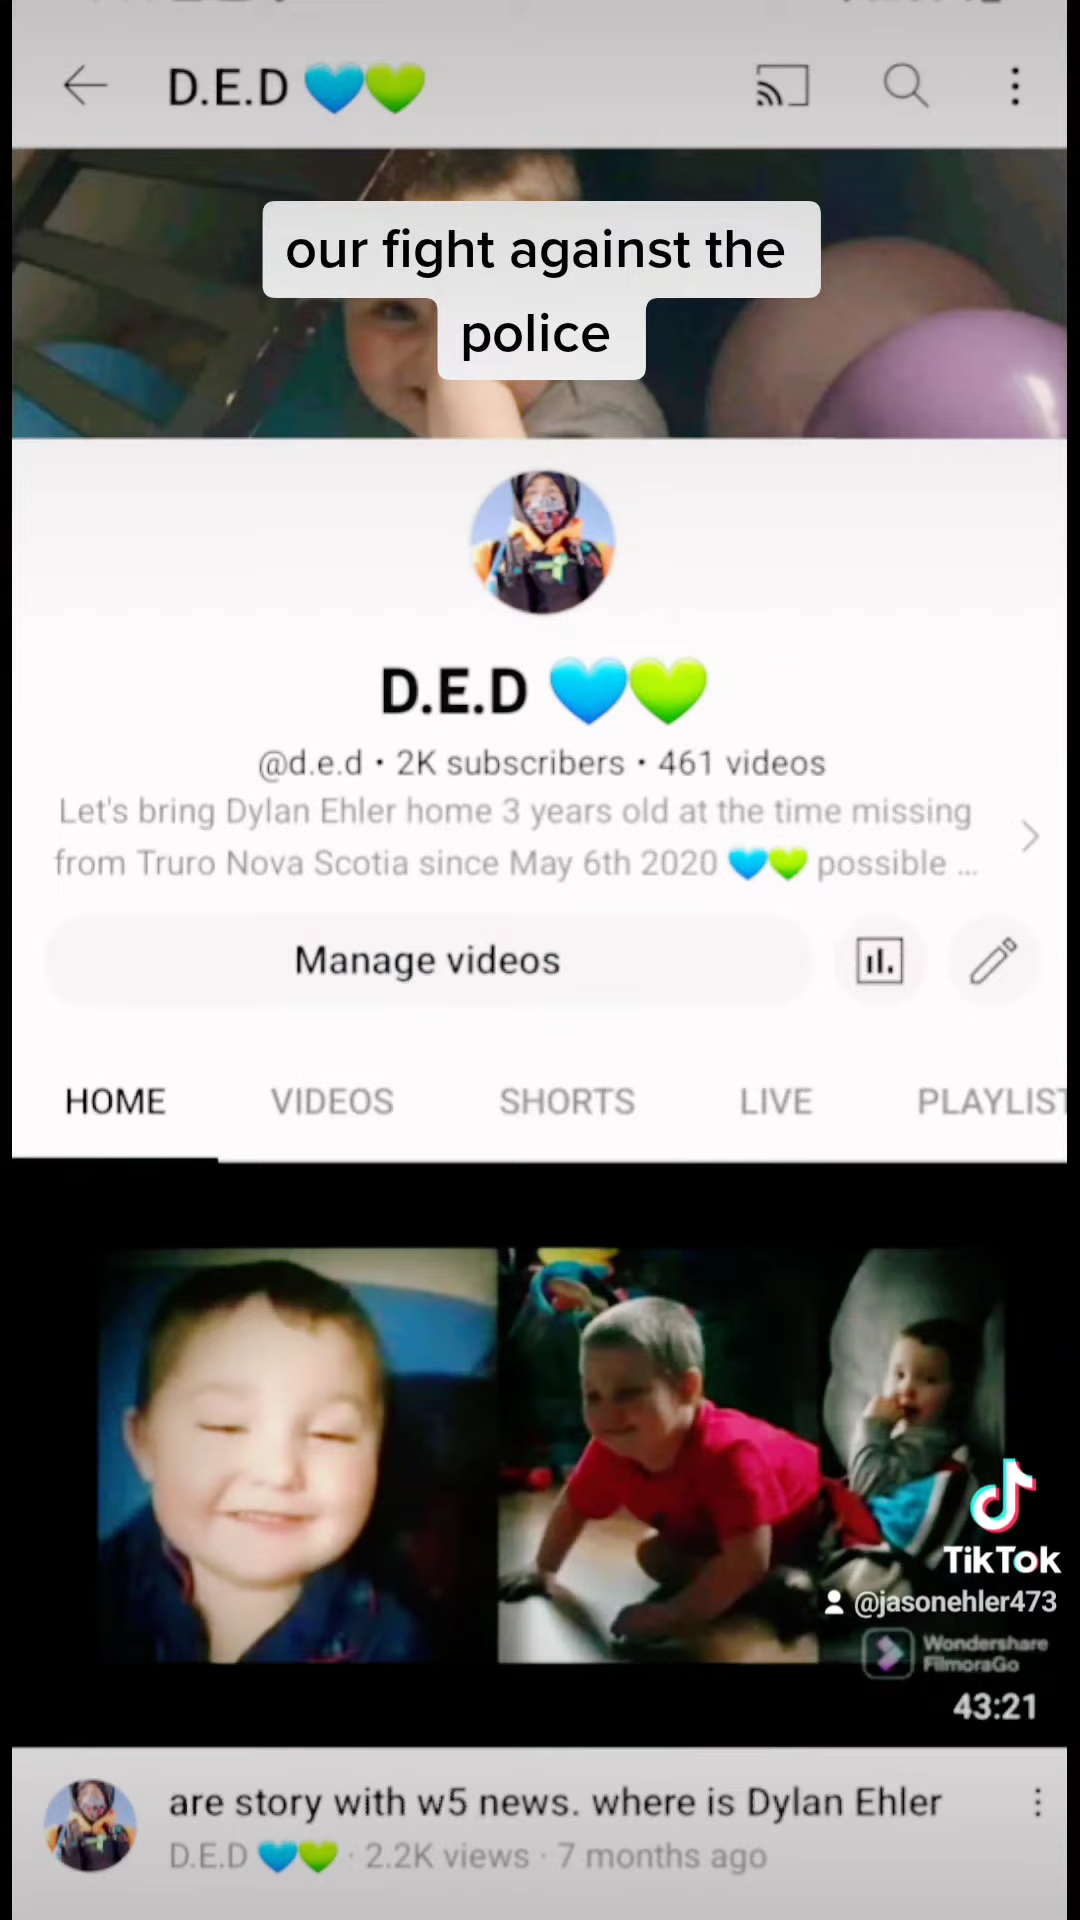 D.E.D 💙💚
our fight against the
police
D.E.D 💙💚
@d.e.d • 2K subscribers • 461 videos
Let's bring Dylan Ehler home 3 years old at the time missing
from Truro Nova Scotia since May 6th 2020 💙💚 possible ...
Manage videos
HOME VIDEOS SHORTS LIVE PLAYLIST
TikTok
@jasonehler473
Wondershare
FilmoraGo
43:21
are story with w5 news. where is Dylan Ehler
D.E.D 💙💚 · 2.2K views · 7 months ago